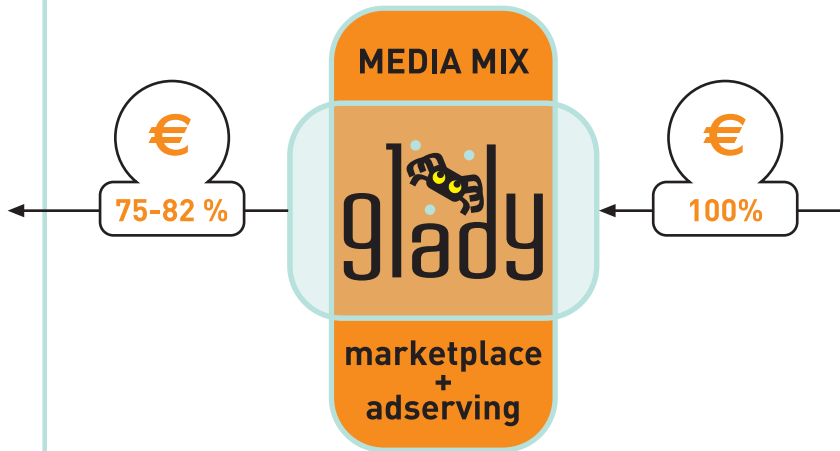 MEDIA MIX
€
75-82 %
glady
€
100%
marketplace
+
adserving